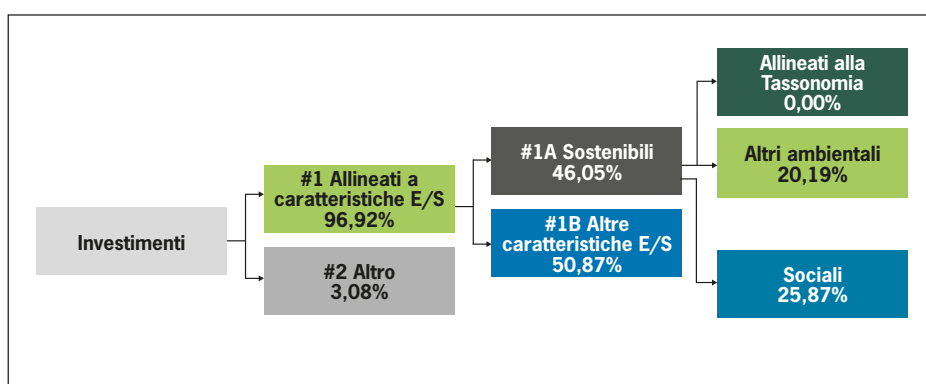 Investimenti
#1 Allineati a
caratteristiche E/S
96,92%
#2 Altro
3,08%
#1A Sostenibili
46,05%
#1B Altre
caratteristiche E/S
50,87%
Allineati alla
Tassonomia
0,00%
Altri ambientali
20,19%
Sociali
25,87%